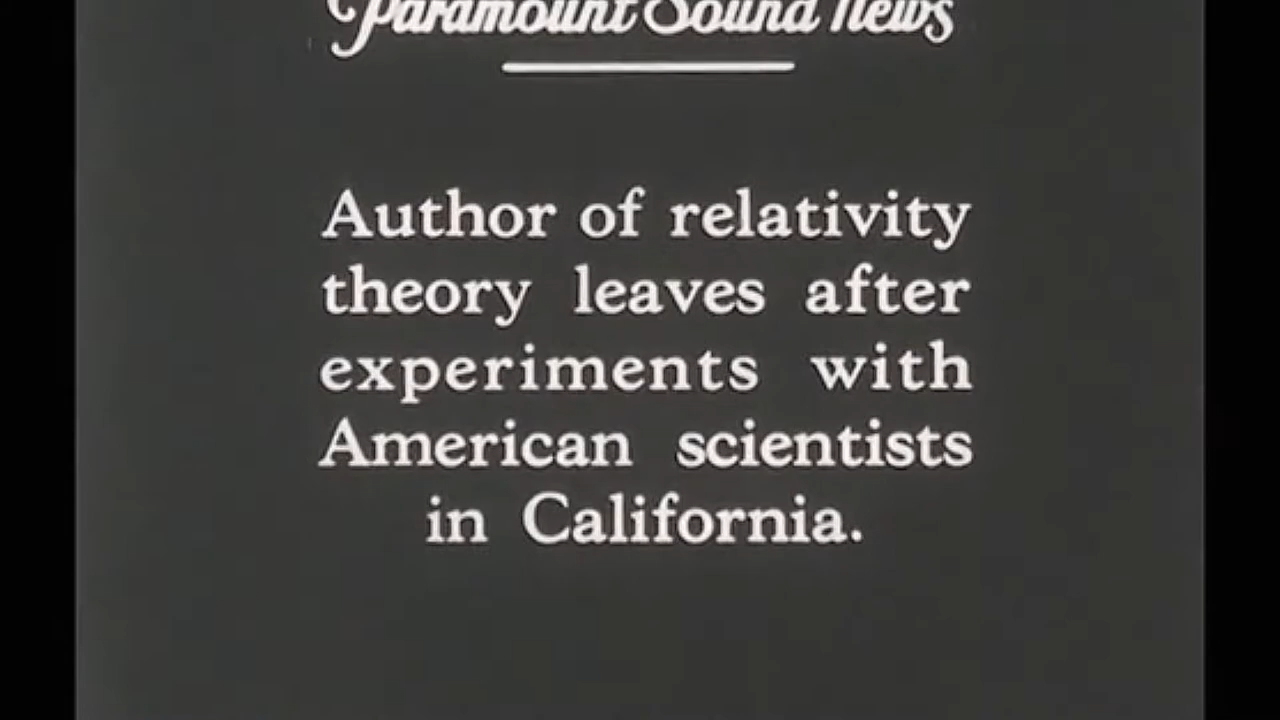 Paramount Sound News
Author of relativity
theory leaves after
experiments with
American scientists
in California.